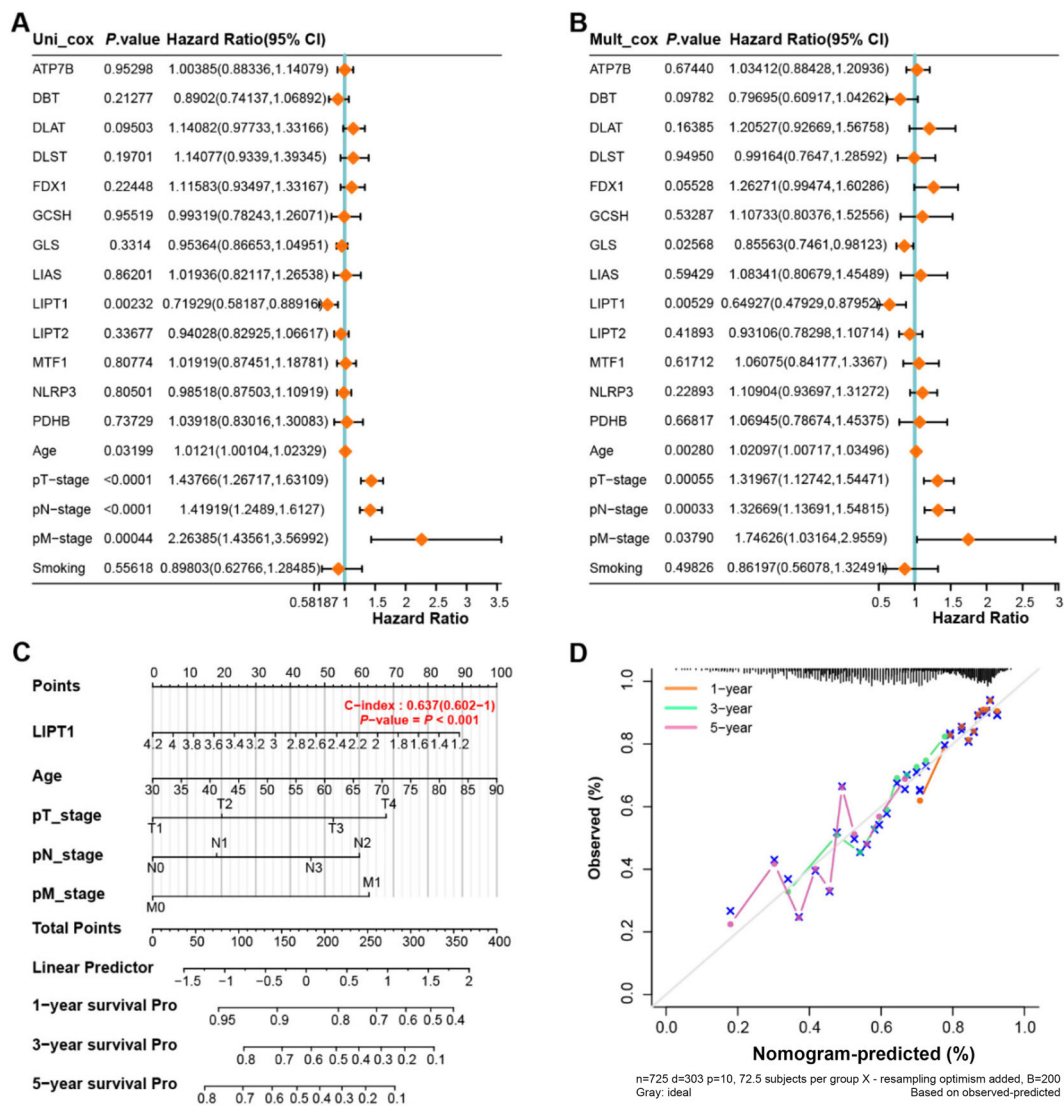 A
Uni_cox P.value Hazard Ratio(95% CI)
ATP7B 0.95298 1.00385(0.88336,1.14079)
DBT 0.21277 0.8902(0.74137,1.06892)
DLAT 0.09503 1.14082(0.97733,1.33166)
DLST 0.19701 1.14077(0.9339,1.39345)
FDX1 0.22448 1.11583(0.93497,1.33167)
GCSH 0.95519 0.99319(0.78243,1.26071)
GLS 0.3314 0.95364(0.86653,1.04951)
LIAS 0.86201 1.01936(0.82117,1.26538)
LIPT1 0.00232 0.71929(0.58187,0.88916)
LIPT2 0.33677 0.94028(0.82925,1.06617)
MTF1 0.80774 1.01919(0.87451,1.18781)
NLRP3 0.80501 0.98518(0.87503,1.10919)
PDHB 0.73729 1.03918(0.83016,1.30083)
Age 0.03199 1.0121(1.00104,1.02329)
pT-stage <0.0001 1.43766(1.26717,1.63109)
pN-stage <0.0001 1.41919(1.2489,1.6127)
pM-stage 0.00044 2.26385(1.43561,3.56992)
Smoking 0.55618 0.89803(0.62766,1.28485)
0.58187 1 1.5 2 2.5 3 3.5
Hazard Ratio
B
Mult_cox P.value Hazard Ratio(95% CI)
ATP7B 0.67440 1.03412(0.88428,1.20936)
DBT 0.09782 0.79695(0.60917,1.04262)
DLAT 0.16385 1.20527(0.92669,1.56758)
DLST 0.94950 0.99164(0.7647,1.28592)
FDX1 0.05528 1.26271(0.99474,1.60286)
GCSH 0.53287 1.10733(0.80376,1.52556)
GLS 0.02568 0.85563(0.7461,0.98123)
LIAS 0.59429 1.08341(0.80679,1.45489)
LIPT1 0.00529 0.64927(0.47929,0.87952)
LIPT2 0.41893 0.93106(0.78298,1.10714)
MTF1 0.61712 1.06075(0.84177,1.3367)
NLRP3 0.22893 1.10904(0.93697,1.31272)
PDHB 0.66817 1.06945(0.78674,1.45375)
Age 0.00280 1.02097(1.00717,1.03496)
pT-stage 0.00055 1.31967(1.12742,1.54471)
pN-stage 0.00033 1.32669(1.13691,1.54815)
pM-stage 0.03790 1.74626(1.03164,2.9559)
Smoking 0.49826 0.86197(0.56078,1.32491)
0.5 1 1.5 2 2.5 3
Hazard Ratio
C
0 10 20 30 40 50 60 70 80 90 100
Points
C-index : 0.637(0.602-1)
P-value = P < 0.001
LIPT1
4.2 4 3.8 3.6 3.4 3.2 3 2.8 2.6 2.4 2.2 2 1.8 1.6 1.4 1.2
Age
30 35 40 45 50 55 60 65 70 75 80 85 90
T2 T4
pT_stage
T1 T3
N1 N2
pN_stage
N0 N3
M1
pM_stage
M0
Total Points
0 50 100 150 200 250 300 350 400
Linear Predictor
-1.5 -1 -0.5 0 0.5 1 1.5 2
1-year survival Pro
0.95 0.9 0.8 0.7 0.6 0.5 0.4
3-year survival Pro
0.8 0.7 0.6 0.5 0.4 0.3 0.2 0.1
5-year survival Pro
0.8 0.7 0.6 0.5 0.4 0.3 0.2 0.1
D
1-year
3-year
5-year
Observed (%)
1.0
0.8
0.6
0.4
0.2
0.0
0.0 0.2 0.4 0.6 0.8 1.0
Nomogram-predicted (%)
n=725 d=303 p=10, 72.5 subjects per group X - resampling optimism added, B=200
Gray: ideal Based on observed-predicted